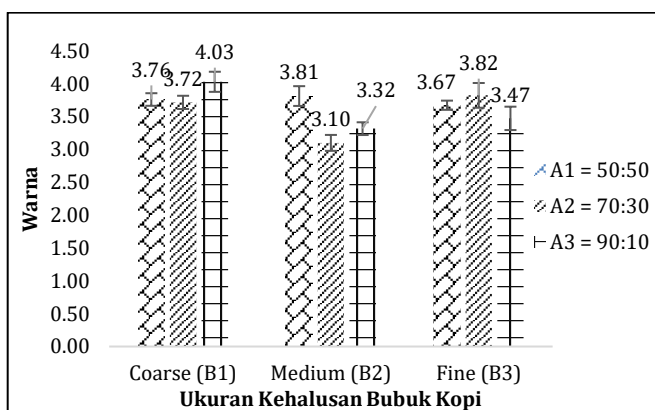 4.50
4.00
3.50
3.00
2.50
2.00
1.50
1.00
0.50
0.00
Warna
3.76
3.72
4.03
3.81
3.10
3.32
3.67
3.82
3.47
A1 = 50:50
A2 = 70:30
A3 = 90:10
Coarse (B1)
Medium (B2)
Fine (B3)
Ukuran Kehalusan Bubuk Kopi